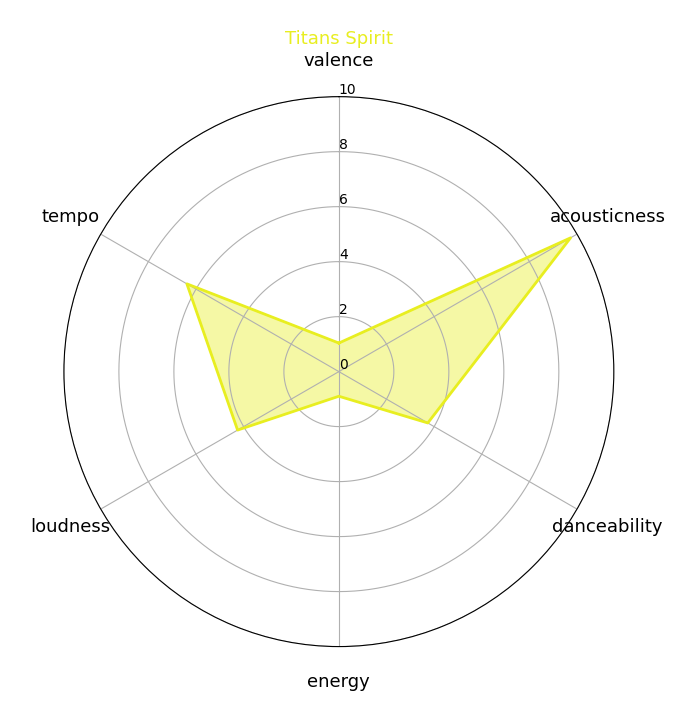 Titans Spirit
valence
10
8
tempo
acousticness
6
4
2
0
loudness
danceability
energy